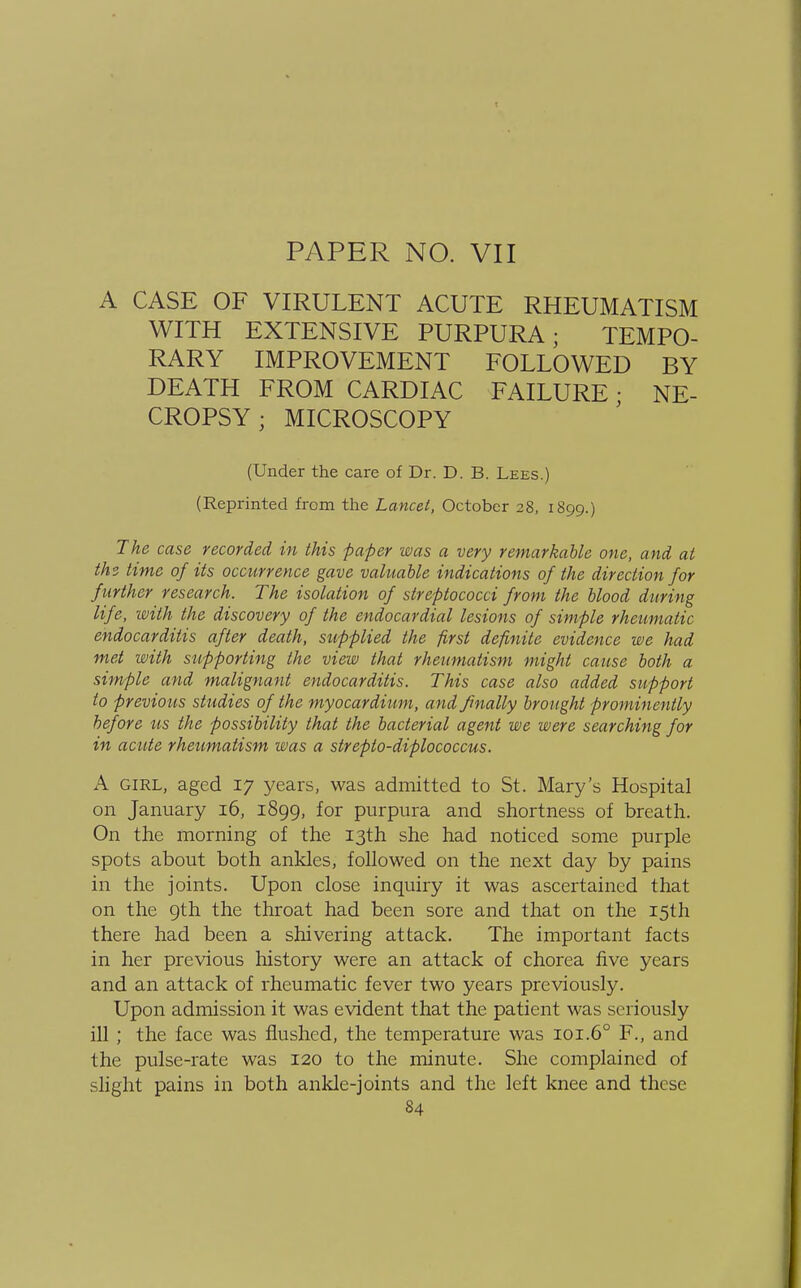 PAPER NO. VII
A CASE OF VIRULENT ACUTE RHEUMATISM
WITH EXTENSIVE PURPURA; TEMPO-
RARY IMPROVEMENT FOLLOWED BY
DEATH FROM CARDIAC FAILURE; NE-
CROPSY; MICROSCOPY
(Under the care of Dr. D. B. LEES.)
(Reprinted from the Lancet, October 28, 1899.)
The case recorded in this paper was a very remarkable one, and at
the time of its occurrence gave valuable indications of the direction for
further research. The isolation of streptococci from the blood during
life, with the discovery of the endocardial lesions of simple rheumatic
endocarditis after death, supplied the first definite evidence we had
met with supporting the view that rheumatism might cause both a
simple and malignant endocarditis. This case also added support
to previous studies of the myocardium, and finally brought prominently
before us the possibility that the bacterial agent we were searching for
in acute rheumatism was a strepto-diplococcus.
A GIRL, aged 17 years, was admitted to St. Mary's Hospital
on January 16, 1899, for purpura and shortness of breath.
On the morning of the 13th she had noticed some purple
spots about both ankles, followed on the next day by pains
in the joints. Upon close inquiry it was ascertained that
on the 9th the throat had been sore and that on the 15th
there had been a shivering attack. The important facts
in her previous history were an attack of chorea five years
and an attack of rheumatic fever two years previously.
Upon admission it was evident that the patient was seriously
ill; the face was flushed, the temperature was 101.6° F., and
the pulse-rate was 120 to the minute. She complained of
slight pains in both ankle-joints and the left knee and these
84